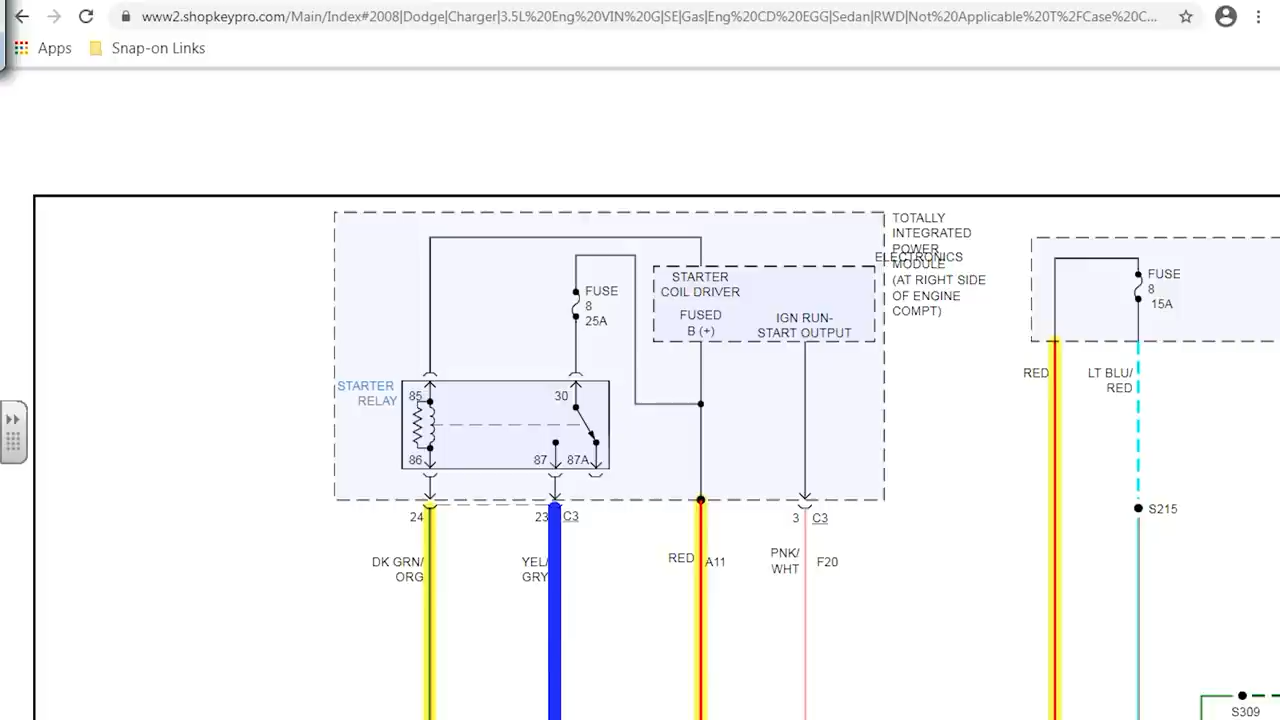 www2.shopkeypro.com/Main/Index#2008|Dodge|Charger|3.5L%20Eng%20VIN%20G|SE|Gas|Eng%20CD%20EGG|Sedan|RWD|Not%20Applicable%20T%2FCase%20C...
Apps
Snap-on Links
TOTALLY
INTEGRATED
POWER
ELECTRONICS
MODULE
(AT RIGHT SIDE
OF ENGINE
COMPT)
STARTER
COIL DRIVER
FUSED
B (+)
IGN RUN-
START OUTPUT
FUSE
8
25A
FUSE
8
15A
STARTER
RELAY
85
30
86
87
87A
RED
LT BLU/
RED
24
23
C3
3
C3
S215
DK GRN/
ORG
YEL/
GRY
RED
A11
PNK/
WHT
F20
S309